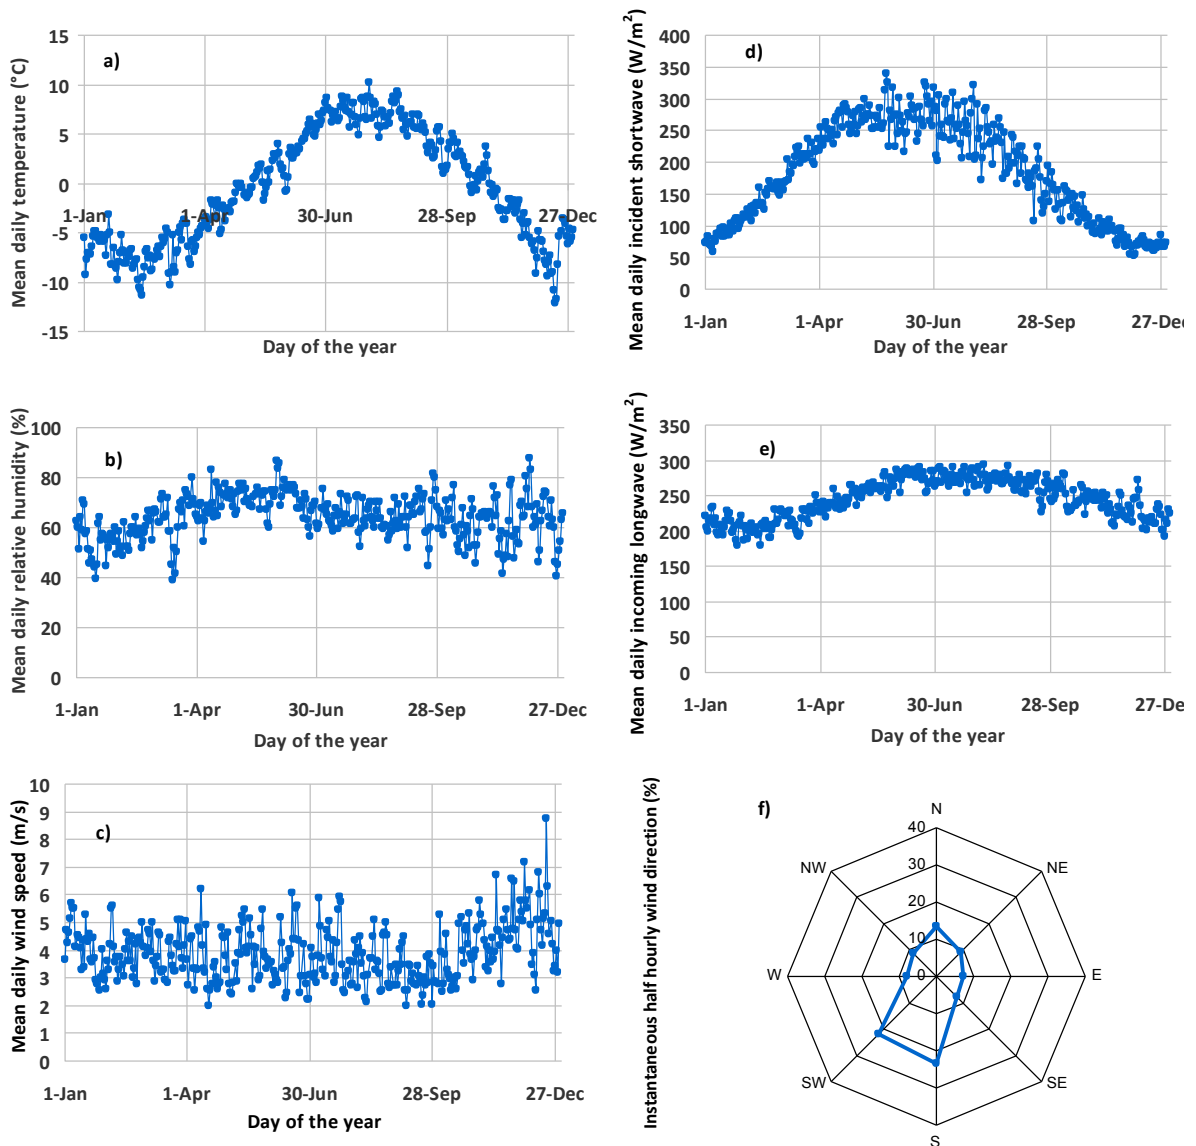 a)
Mean daily temperature (°C)
15
10
5
0
-5
-10
-15
1-Jan
1-Apr
30-Jun
28-Sep
27-Dec
Day of the year
d)
Mean daily incident shortwave (W/m²)
400
350
300
250
200
150
100
50
0
1-Jan
1-Apr
30-Jun
28-Sep
27-Dec
Day of the year
b)
Mean daily relative humidity (%)
100
80
60
40
20
0
1-Jan
1-Apr
30-Jun
28-Sep
27-Dec
Day of the year
e)
Mean daily incoming longwave (W/m²)
350
300
250
200
150
100
50
0
1-Jan
1-Apr
30-Jun
28-Sep
27-Dec
Day of the year
c)
Mean daily wind speed (m/s)
10
9
8
7
6
5
4
3
2
1
0
1-Jan
1-Apr
30-Jun
28-Sep
27-Dec
Day of the year
f)
Instantaneous half hourly wind direction (%)
N
NE
E
SE
S
SW
W
NW
40
30
20
10
0